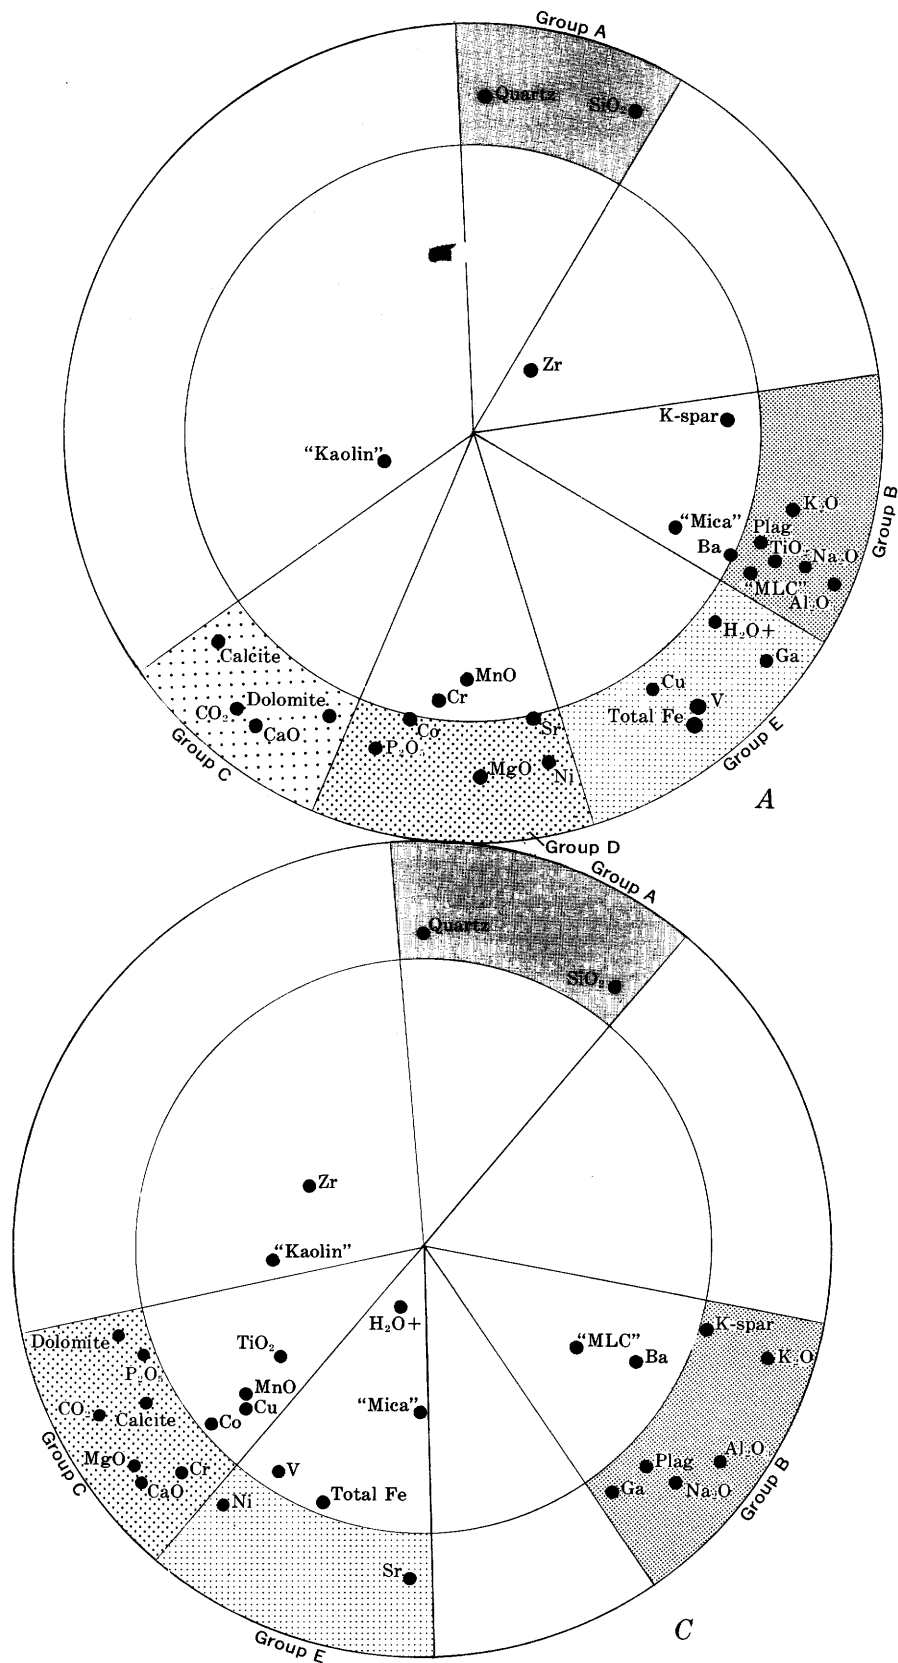 Group A
Quartz
SiO₂
Zr
K-spar
"Kaolin"
K₂O
"Mica"
Plag
Ba
TiO₂
Na₂O
"MLC"
Al₂O
Group B
H₂O+
Calcite
Ga
MnO
Cu
Dolomite
Cr
V
CO₂
Total Fe
CaO
Co
Sr
P₂O₅
MgO
Ni
Group C
Group E
A
Group D
Group A
Quartz
SiO₂
Zr
"Kaolin"
H₂O+
K-spar
Dolomite
TiO₂
"MLC"
Ba
K₂O
P₂O₅
MnO
CO₂
Calcite
Cu
"Mica"
Co
Al₂O
MgO
Cr
V
Plag
CaO
Ni
Total Fe
Ga
Na₂O
Group C
Group B
Sr
Group E
C